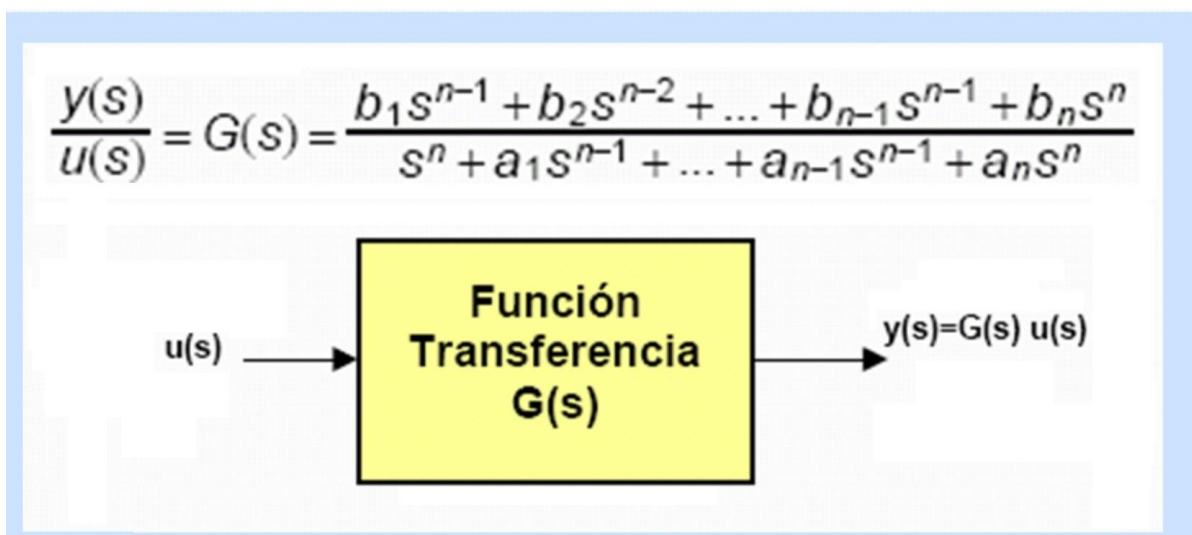 y(s)/u(s) = G(s) = (b₁sⁿ⁻¹ + b₂sⁿ⁻² + ... + bₙ₋₁sⁿ⁻¹ + bₙsⁿ)/(sⁿ + a₁sⁿ⁻¹ + ... + aₙ₋₁sⁿ⁻¹ + aₙsⁿ)
Función
Transferencia
G(s)
u(s)
y(s)=G(s) u(s)